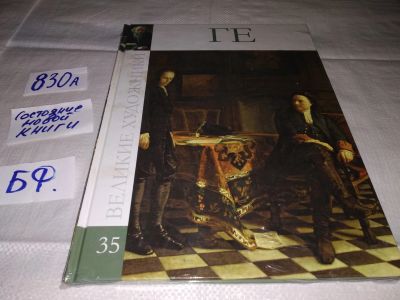 830А
Состояние
новой
книги
БФ.
ГЕ
ВЕЛИКИЕ ХУДОЖНИКИ
35